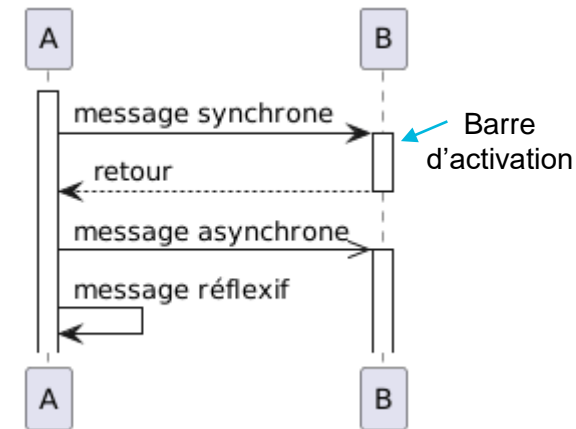 A
B
message synchrone
Barre
d’activation
retour
message asynchrone
message réflexif
A
B